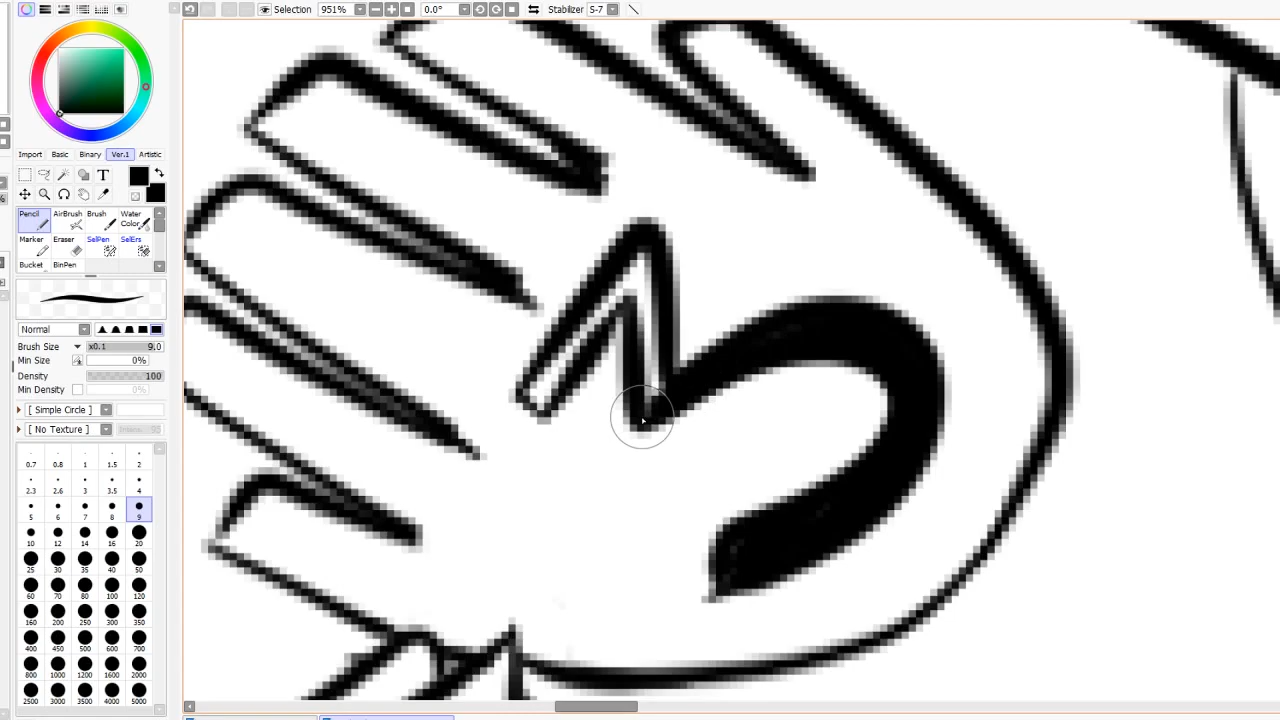 Selection 951% 0.0° Stabilizer S-7
Import Basic Binary Ver.1 Artistic
T
Pencil AirBrush Brush Water Color
Marker Eraser SelPen SelErs
Bucket BinPen
Normal
Brush Size x0.1 9.0
Min Size 0%
Density 100
Min Density 0%
[ Simple Circle ]
[ No Texture ]
0.7 0.8 1 1.5 2
2.3 2.6 3 3.5 4
5 6 7 8 9
10 12 14 16 20
25 30 35 40 50
60 70 80 100 120
160 200 250 300 350
400 450 500 600 700
800 1000 1200 1600 2000
2500 3000 3500 4000 5000